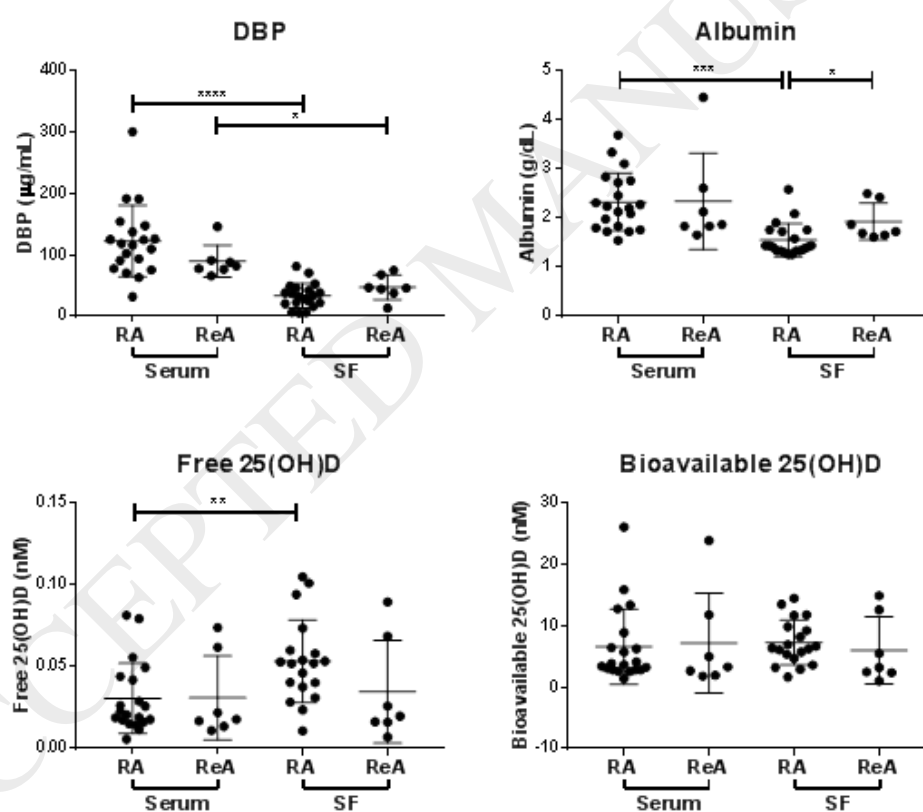 DBP
400
300
200
100
0
DBP (µg/mL)
****
*
RA ReA RA ReA
Serum SF
Albumin
5
4
3
2
1
0
Albumin (g/dL)
***
*
RA ReA RA ReA
Serum SF
Free 25(OH)D
0.15
0.10
0.05
0.00
Free 25(OH)D (nM)
**
RA ReA RA ReA
Serum SF
Bioavailable 25(OH)D
30
20
10
0
-10
Bioavailable 25(OH)D (nM)
RA ReA RA ReA
Serum SF
CCEPTED MANUS